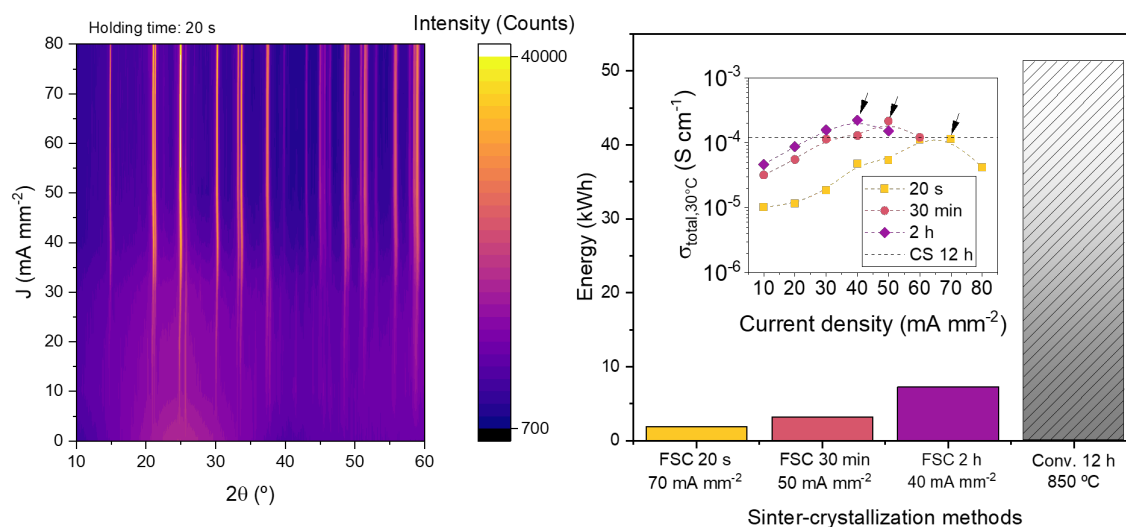 Holding time: 20 s
Intensity (Counts)
80
70
60
50
40
30
20
10
0
J (mA mm⁻²)
10 20 30 40 50 60
2θ (º)
40000
700
50
40
30
20
10
0
Energy (kWh)
10⁻³
10⁻⁴
10⁻⁵
10⁻⁶
σtotal,30°C (S cm⁻¹)
20 s
30 min
2 h
CS 12 h
10 20 30 40 50 60 70 80
Current density (mA mm⁻²)
FSC 20 s
70 mA mm⁻²
FSC 30 min
50 mA mm⁻²
FSC 2 h
40 mA mm⁻²
Conv. 12 h
850 ºC
Sinter-crystallization methods